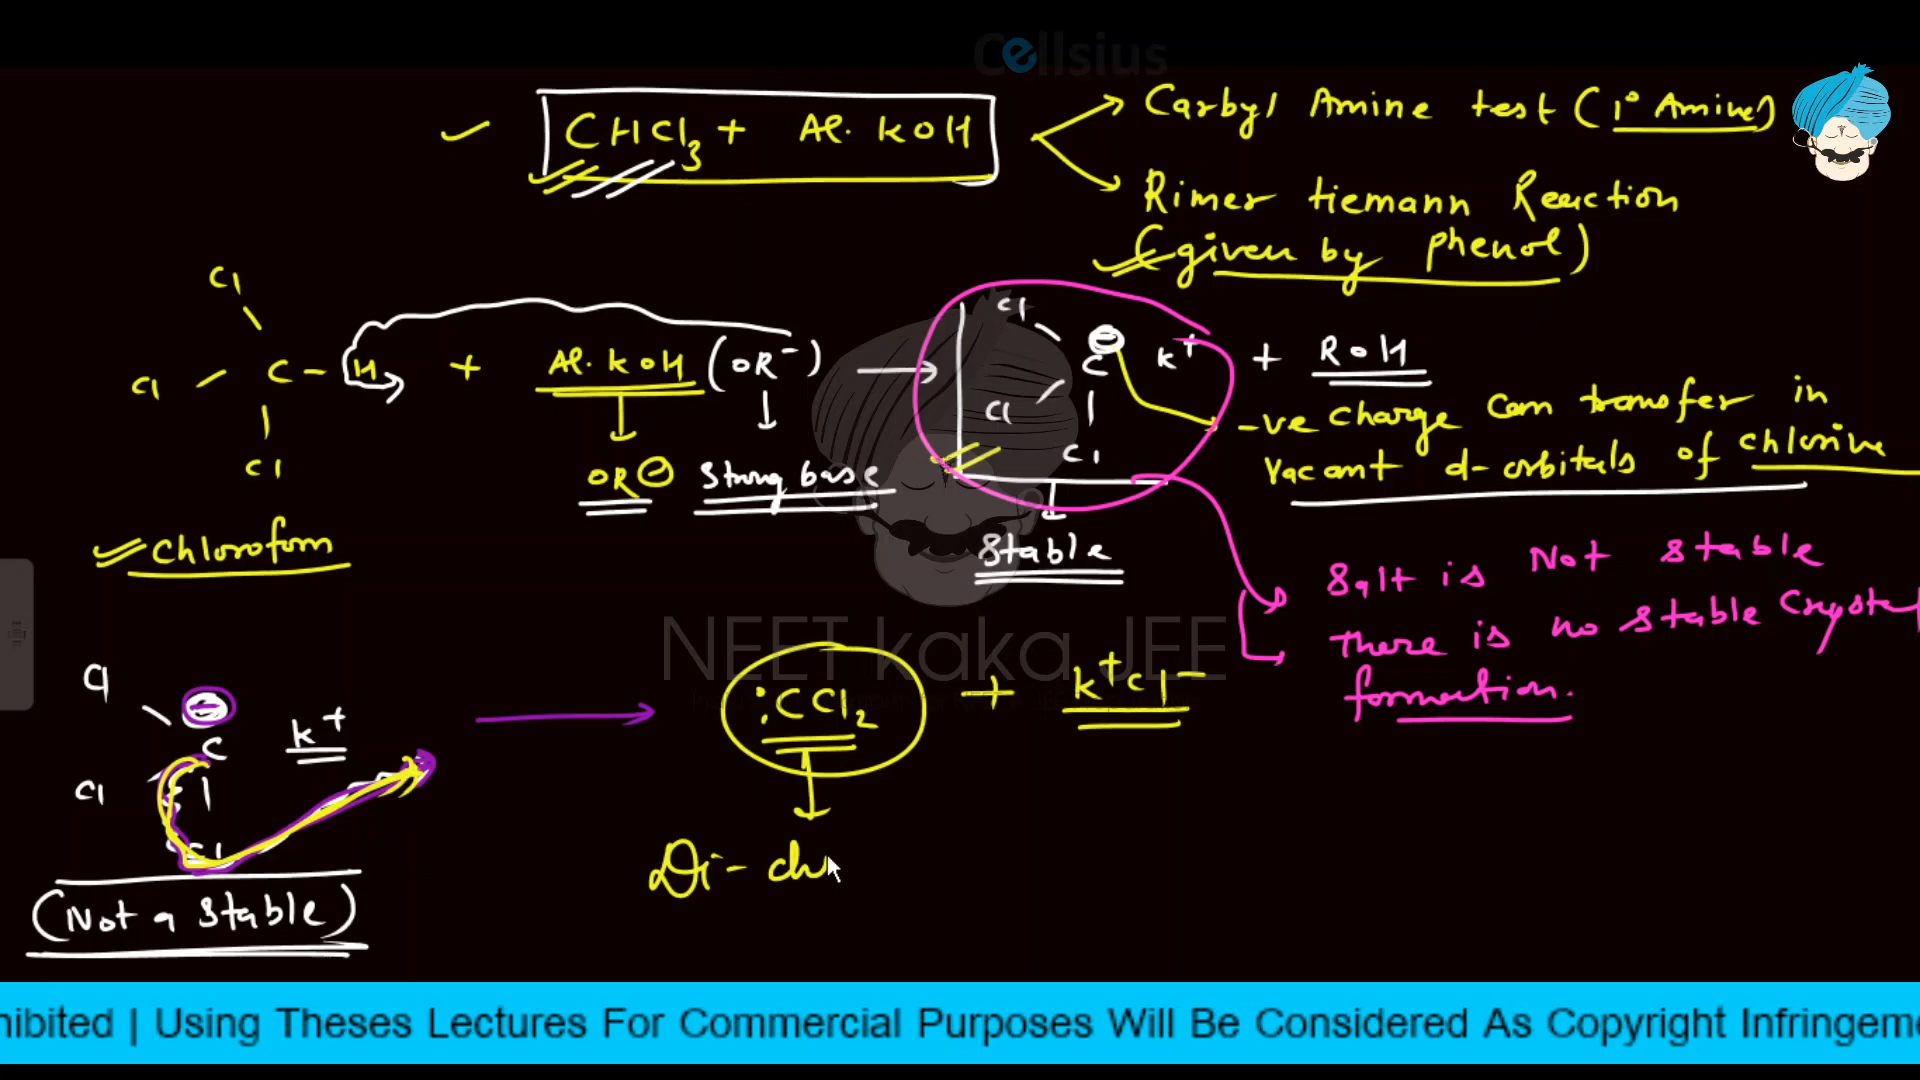 Cellsius
CHCl3 + Al. KOH
Carbyl Amine test (1° Amine)
Rimer tiemann Reaction
(given by phenol)
Cl
Cl - C - H + Al. KOH (OR-) → Cl C⊖ K+ + ROH
Cl
Cl
Cl
Cl
OR⊖ Strong base
-ve charge can transfer in
vacant d-orbitals of chlorine
Chloroform
Stable
Salt is Not stable
There is no stable Crystal
formation.
NEET kaka JEE
Cl
⊖
C K+
Cl
Cl
:CCl2 + K+Cl-
(Not a stable)
Di-ch
hibited | Using Theses Lectures For Commercial Purposes Will Be Considered As Copyright Infringeme